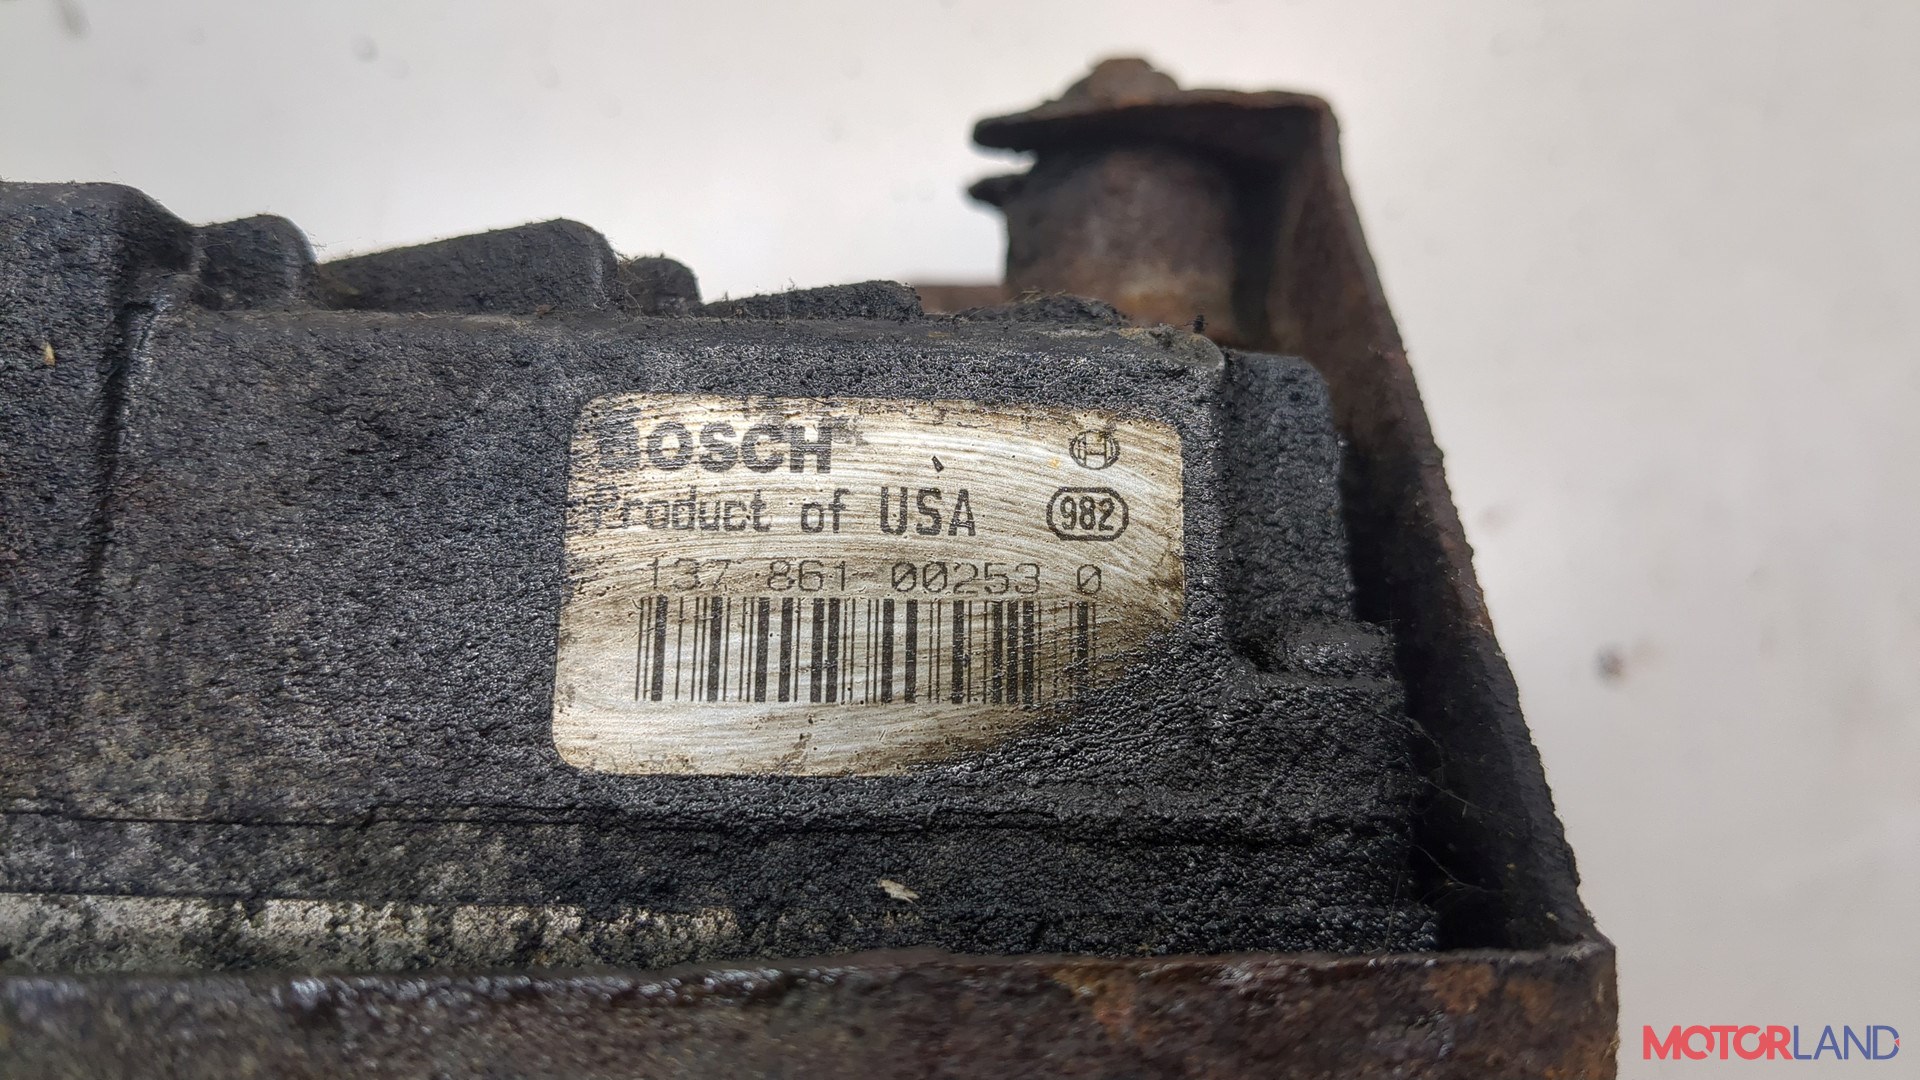 BOSCH
Product of USA 982
137 861-00253 0
MOTORLAND